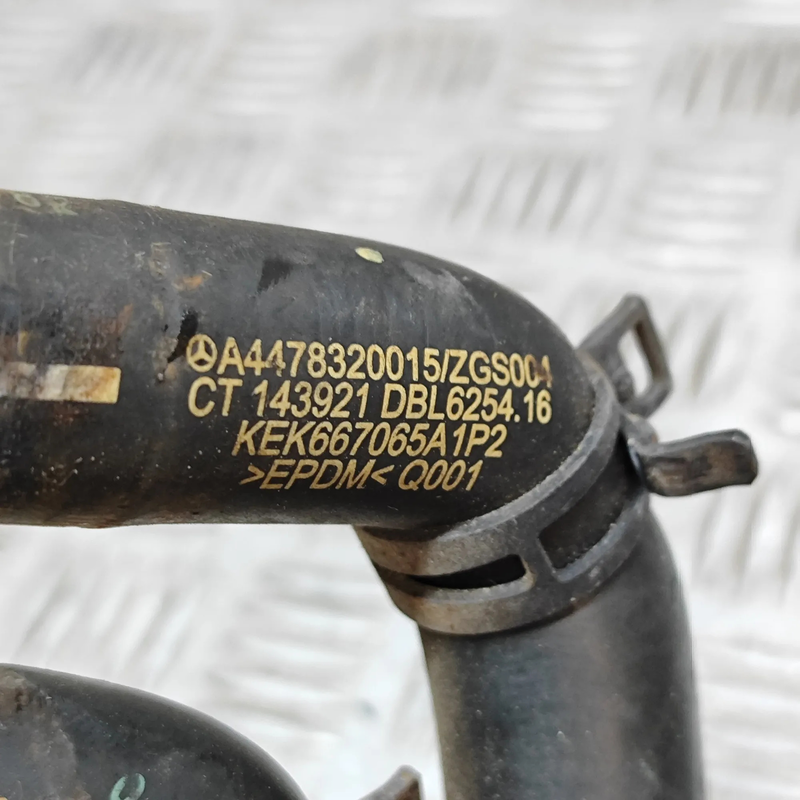 A4478320015/ZGS004
CT 143921 DBL6254.16
KEK667065A1P2
>EPDM< Q001